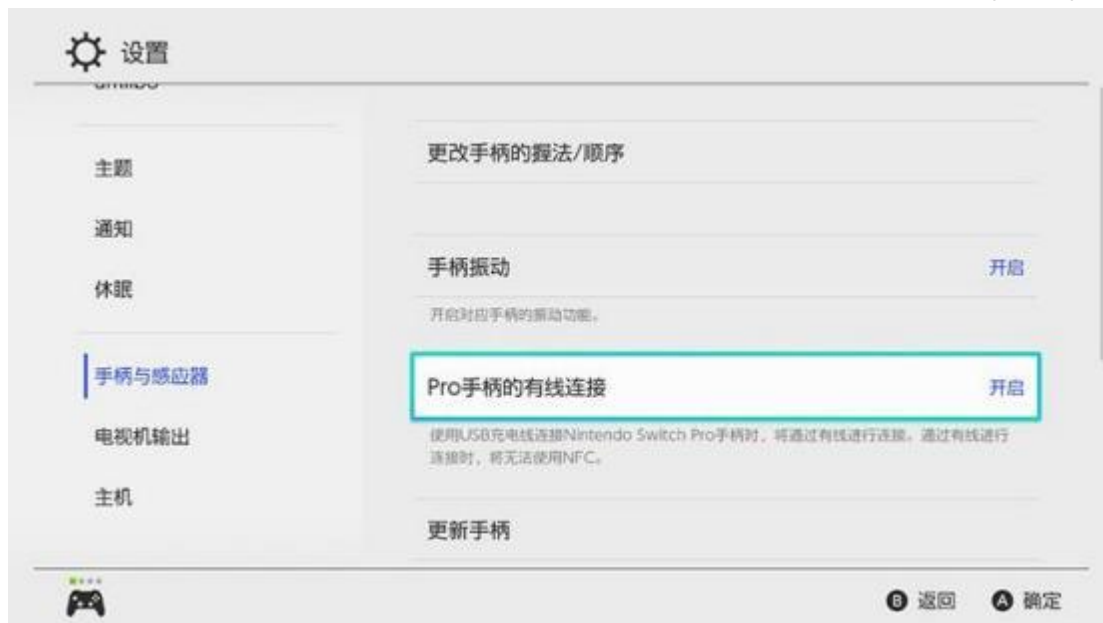 设置
amiibo
主题
通知
休眠
手柄与感应器
电视机输出
主机
更改手柄的握法/顺序
手柄振动 开启
开启对应手柄的振动功能。
Pro手柄的有线连接 开启
使用USB充电线连接Nintendo Switch Pro手柄时，将通过有线进行连接。通过有线进行
连接时，将无法使用NFC。
更新手柄
B 返回 A 确定